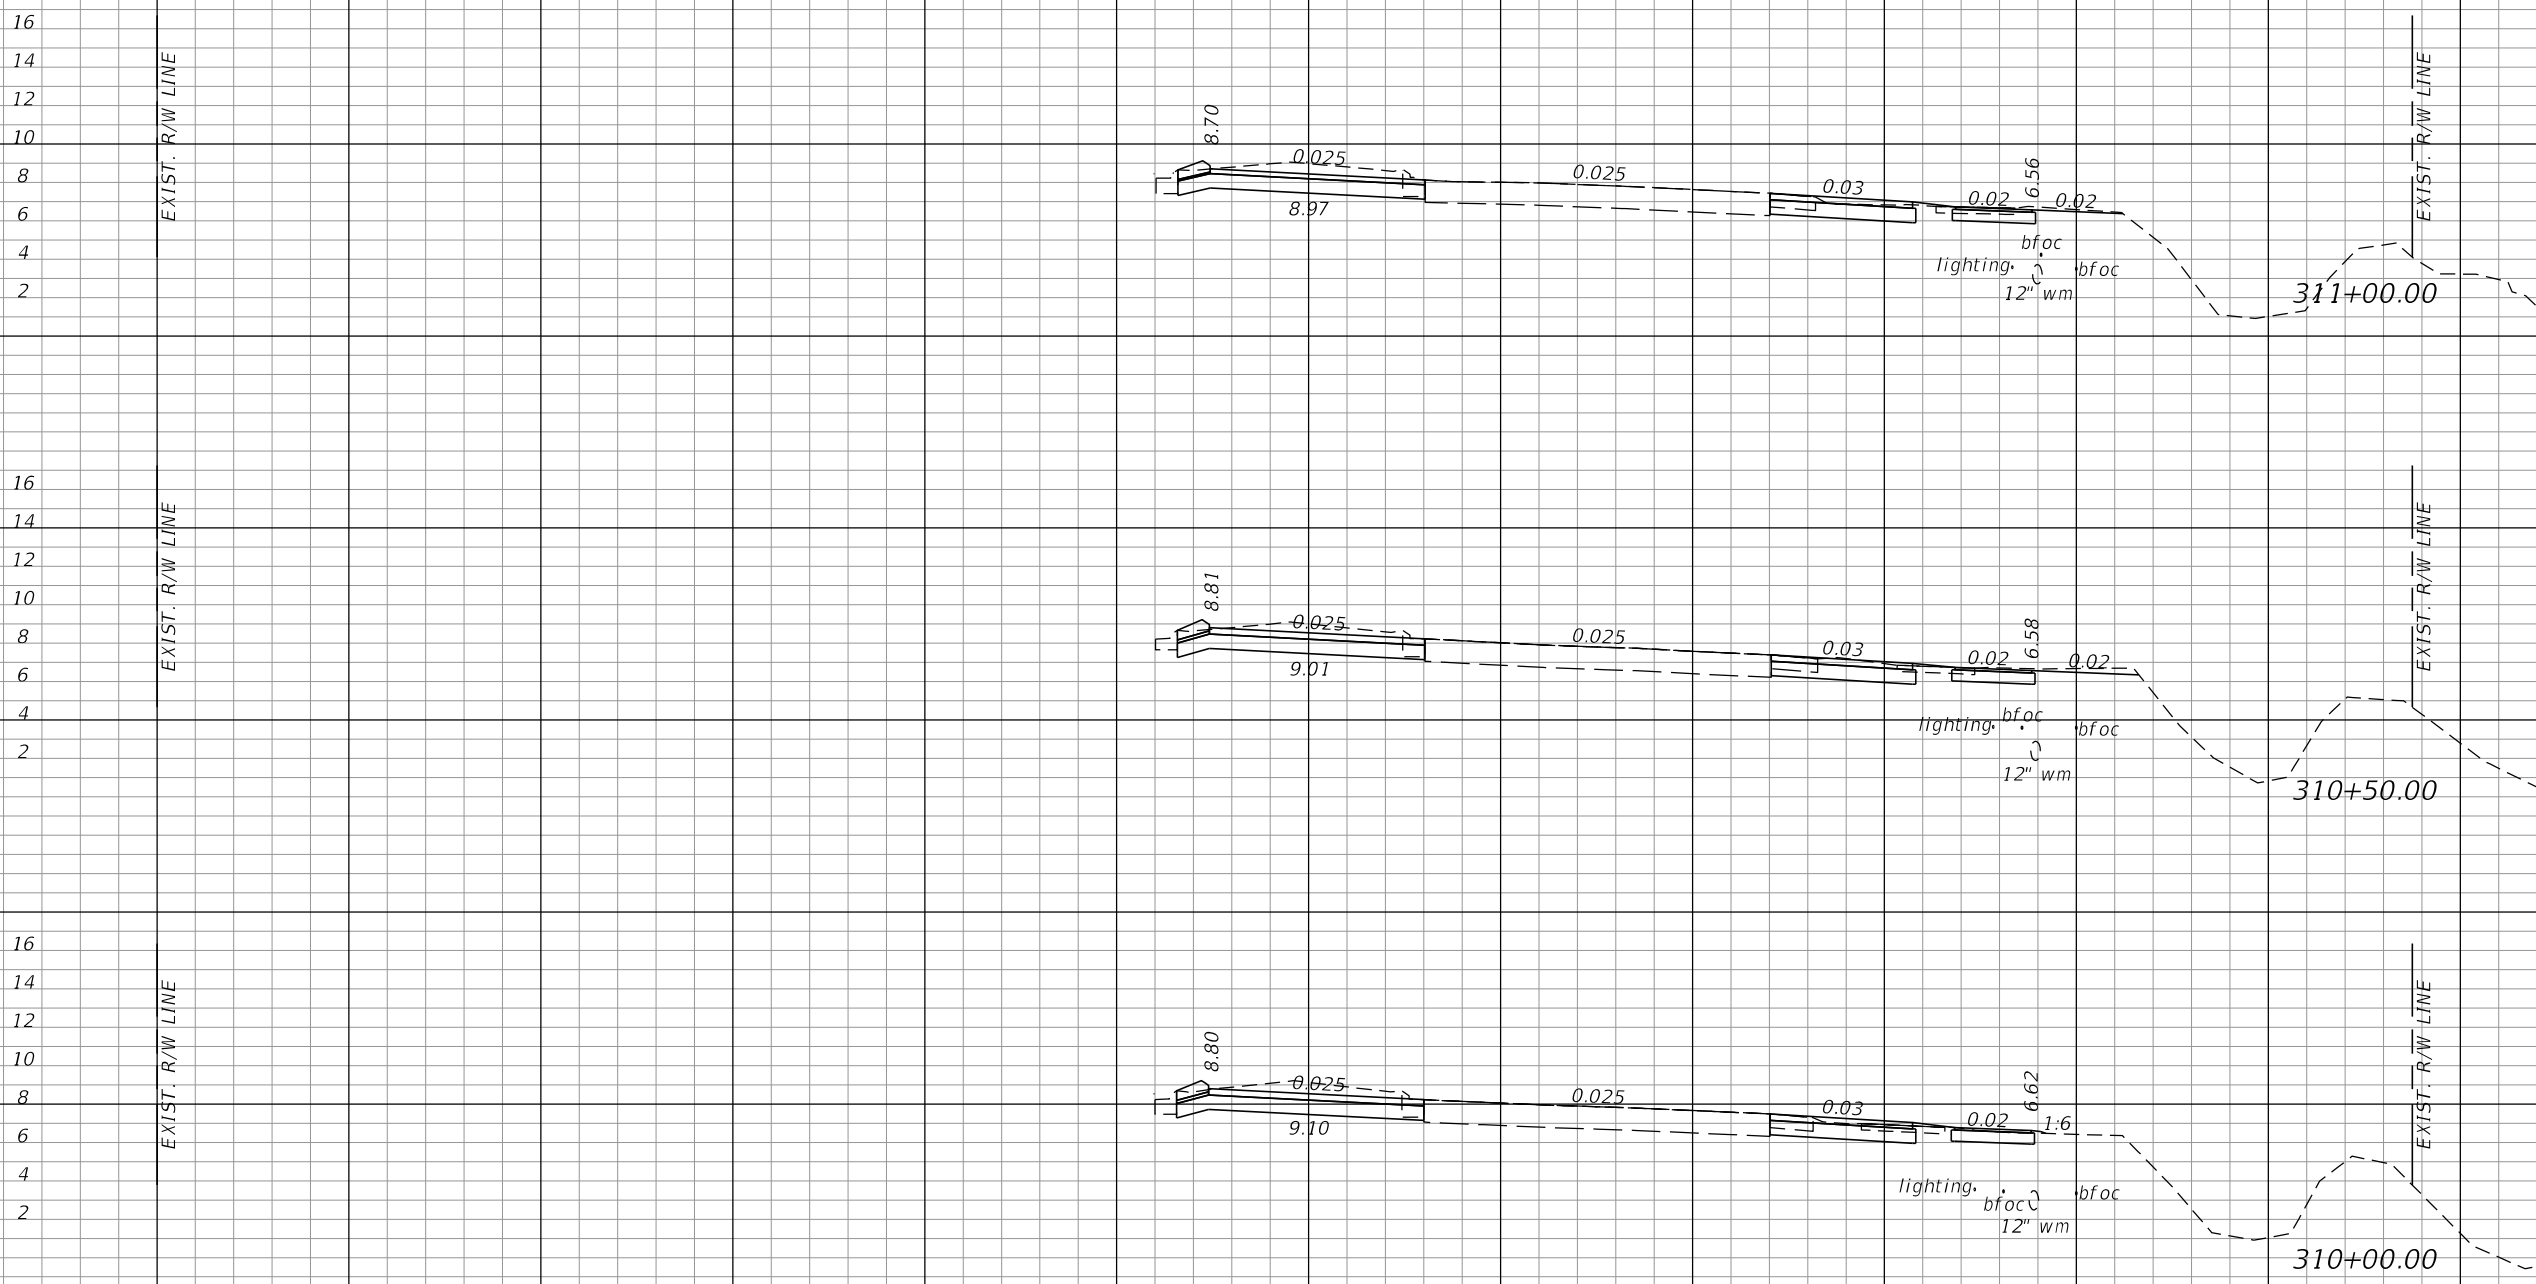 16
14
12
10
8
6
4
2
EXIST. R/W LINE
8.70
0.025
8.97
0.025
0.03
0.02
6.56
0.02
bfoc
lighting
bfoc
12" wm
EXIST. R/W LINE
311+00.00
16
14
12
10
8
6
4
2
EXIST. R/W LINE
8.81
0.025
9.01
0.025
0.03
0.02
6.58
0.02
lighting
bfoc
bfoc
12" wm
EXIST. R/W LINE
310+50.00
16
14
12
10
8
6
4
2
EXIST. R/W LINE
8.80
0.025
9.10
0.025
0.03
0.02
6.62
1:6
lighting
bfoc
bfoc
12" wm
EXIST. R/W LINE
310+00.00